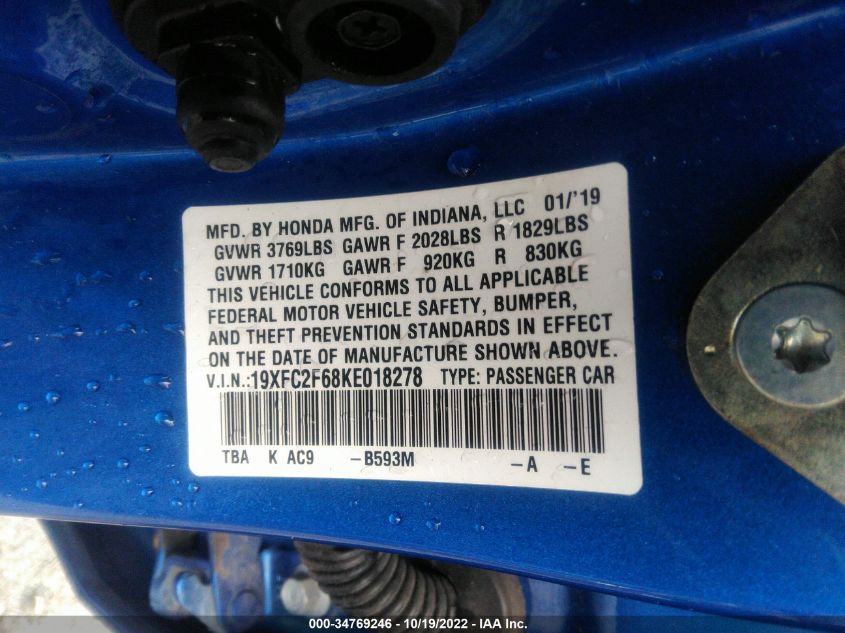 MFD. BY HONDA MFG. OF INDIANA, LLC 01/'19
GVWR 3769LBS GAWR F 2028LBS R 1829LBS
GVWR 1710KG GAWR F 920KG R 830KG
THIS VEHICLE CONFORMS TO ALL APPLICABLE
FEDERAL MOTOR VEHICLE SAFETY, BUMPER,
AND THEFT PREVENTION STANDARDS IN EFFECT
ON THE DATE OF MANUFACTURE SHOWN ABOVE.
V.I.N.:19XFC2F68KE018278 TYPE: PASSENGER CAR
TBA K AC9 –B593M –A –E
000-34769246 - 10/19/2022 - IAA Inc.